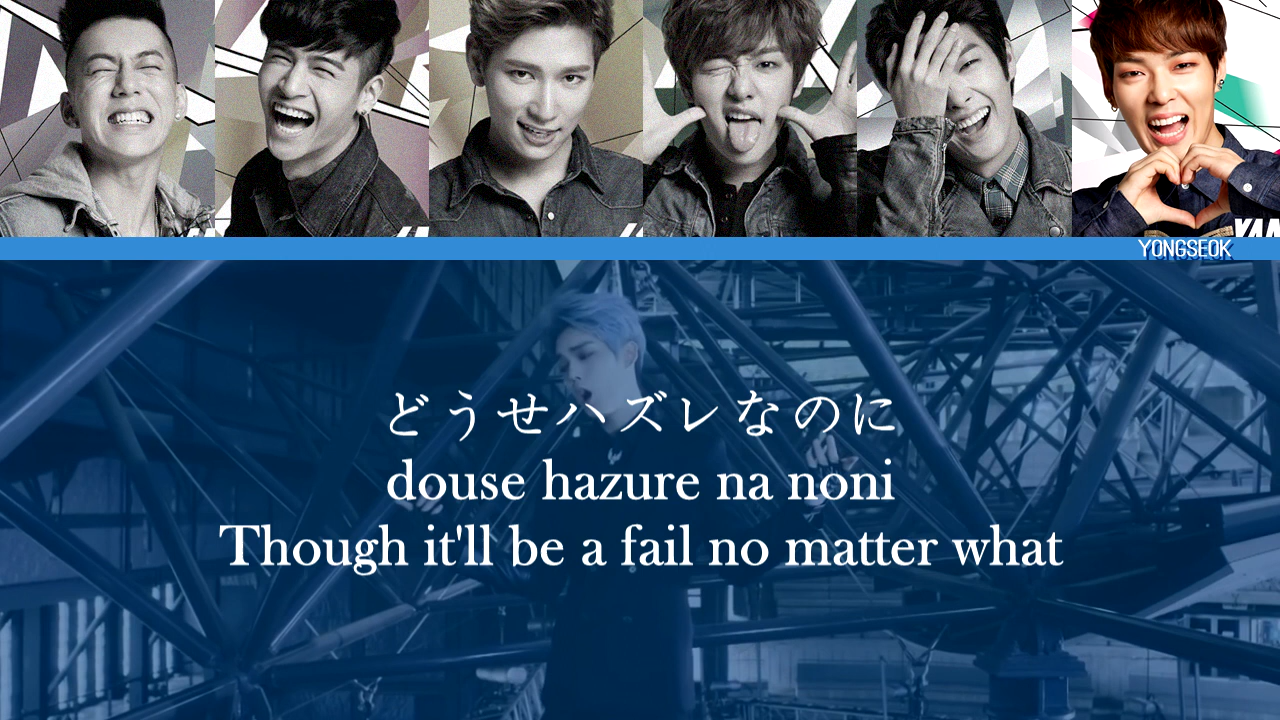 YONGSEOK
どうせハズレなのに
douse hazure na noni
Though it'll be a fail no matter what